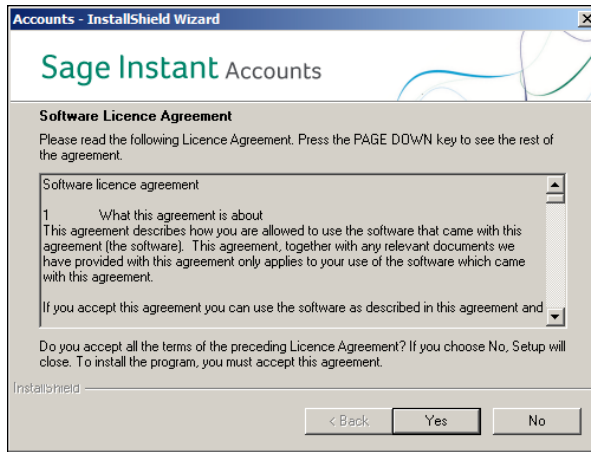 Accounts - InstallShield Wizard
Sage Instant Accounts
Software Licence Agreement
Please read the following Licence Agreement. Press the PAGE DOWN key to see the rest of
the agreement.
Software licence agreement
1 What this agreement is about
This agreement describes how you are allowed to use the software that came with this
agreement (the software). This agreement, together with any relevant documents we
have provided with this agreement only applies to your use of the software which came
with this agreement.
If you accept this agreement you can use the software as described in this agreement and
Do you accept all the terms of the preceding Licence Agreement? If you choose No, Setup will
close. To install the program, you must accept this agreement.
InstallShield
< Back Yes No